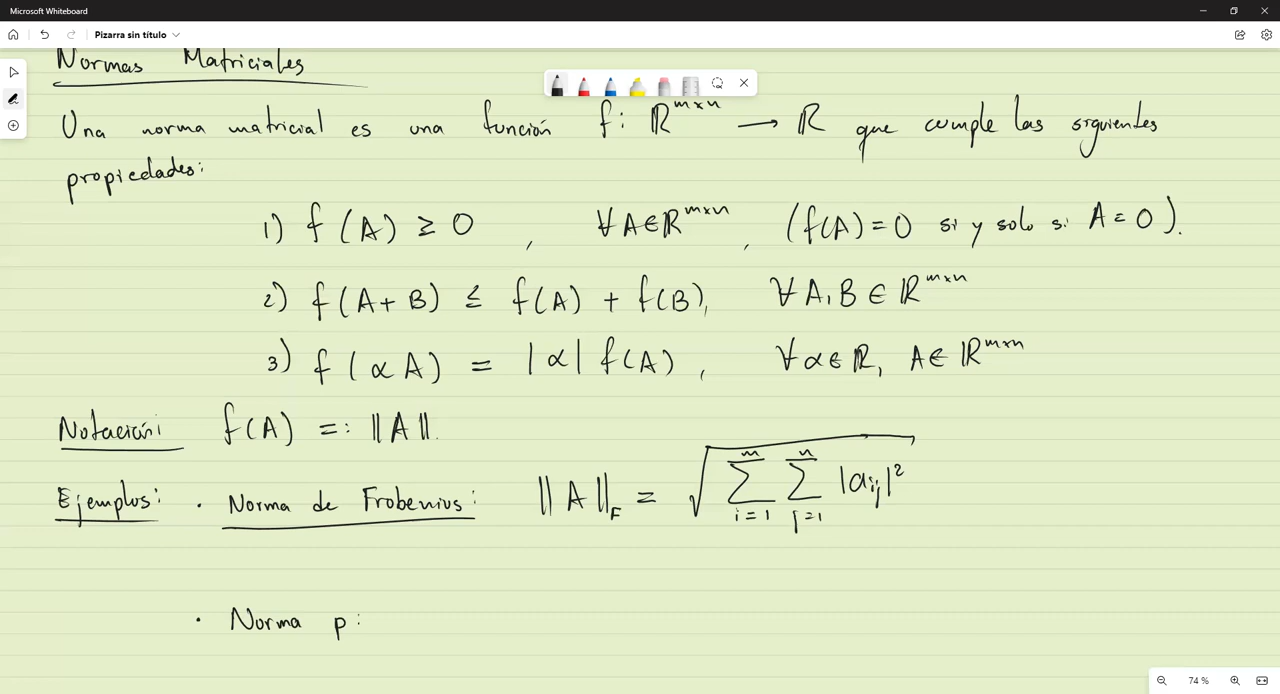 Microsoft Whiteboard
Pizarra sin título
Normas Matriciales
Una norma matricial es una función f: ℝ^{m×n} → ℝ que cumple las siguientes
propiedades:
1) f(A) ≥ 0, ∀A∈ℝ^{m×n}, (f(A)=0 si y solo si A=0).
2) f(A+B) ≤ f(A) + f(B), ∀A,B ∈ ℝ^{m×n}
3) f(αA) = |α| f(A), ∀α∈ℝ, A∈ℝ^{m×n}
Notación: f(A) =: ‖A‖.
Ejemplos: · Norma de Frobenius: ‖A‖_F = √(∑_{i=1}^{m} ∑_{j=1}^{n} |a_{ij}|²)
· Norma p:
74 %